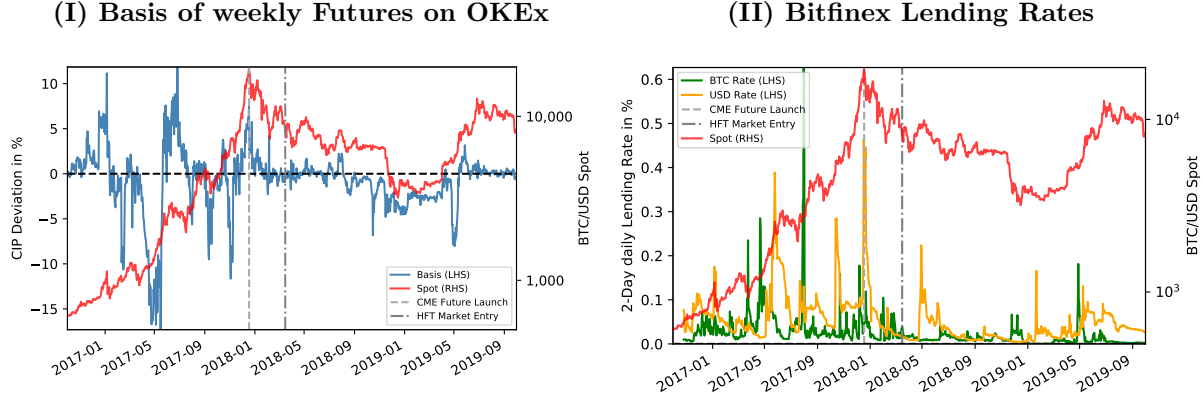 (I) Basis of weekly Futures on OKEx
(II) Bitfinex Lending Rates
CIP Deviation in %
10
5
0
−5
−10
−15
10,000
1,000
BTC/USD Spot
Basis (LHS)
Spot (RHS)
CME Future Launch
HFT Market Entry
2017-01
2017-05
2017-09
2018-01
2018-05
2018-09
2019-01
2019-05
2019-09
2-Day daily Lending Rate in %
0.6
0.5
0.4
0.3
0.2
0.1
0.0
BTC Rate (LHS)
USD Rate (LHS)
CME Future Launch
HFT Market Entry
Spot (RHS)
10⁴
10³
BTC/USD Spot
2017-01
2017-05
2017-09
2018-01
2018-05
2018-09
2019-01
2019-05
2019-09